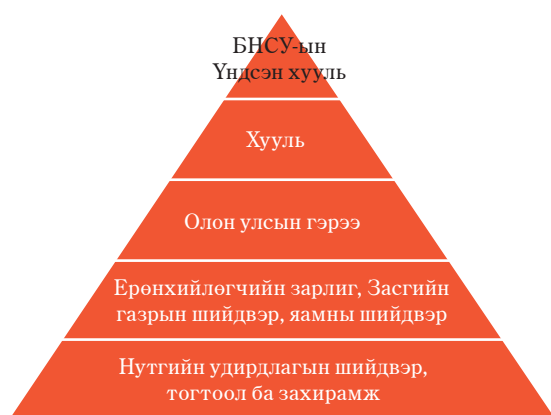 БНСУ-ын
Үндсэн хууль
Хууль
Олон улсын гэрээ
Ерөнхийлөгчийн зарлиг, Засгийн
газрын шийдвэр, яамны шийдвэр
Нутгийн удирдлагын шийдвэр,
тогтоол ба захирамж